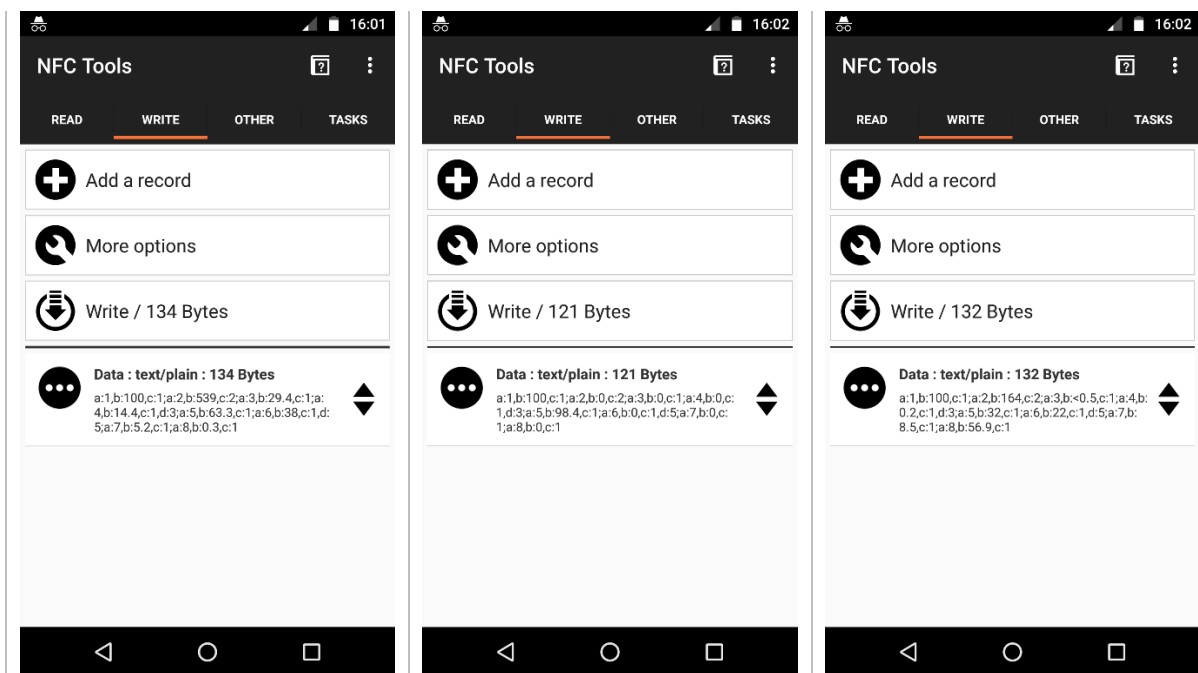 16:01
NFC Tools
READ WRITE OTHER TASKS
Add a record
More options
Write / 134 Bytes
Data : text/plain : 134 Bytes
a:1,b:100,c:1;a:2,b:539,c:2;a:3,b:29.4,c:1;a:
4,b:14.4,c:1,d:3;a:5,b:63.3,c:1;a:6,b:38,c:1,d:
5;a:7,b:5.2,c:1;a:8,b:0.3,c:1
16:02
NFC Tools
READ WRITE OTHER TASKS
Add a record
More options
Write / 121 Bytes
Data : text/plain : 121 Bytes
a:1,b:100,c:1;a:2,b:0,c:2;a:3,b:0,c:1;a:4,b:0,c:
1,d:3;a:5,b:98.4,c:1;a:6,b:0,c:1,d:5;a:7,b:0,c:
1;a:8,b:0,c:1
16:02
NFC Tools
READ WRITE OTHER TASKS
Add a record
More options
Write / 132 Bytes
Data : text/plain : 132 Bytes
a:1,b:100,c:1;a:2,b:164,c:2;a:3,b:<0.5,c:1;a:4,b:
0.2,c:1,d:3;a:5,b:32,c:1;a:6,b:22,c:1,d:5;a:7,b:
8.5,c:1;a:8,b:56.9,c:1